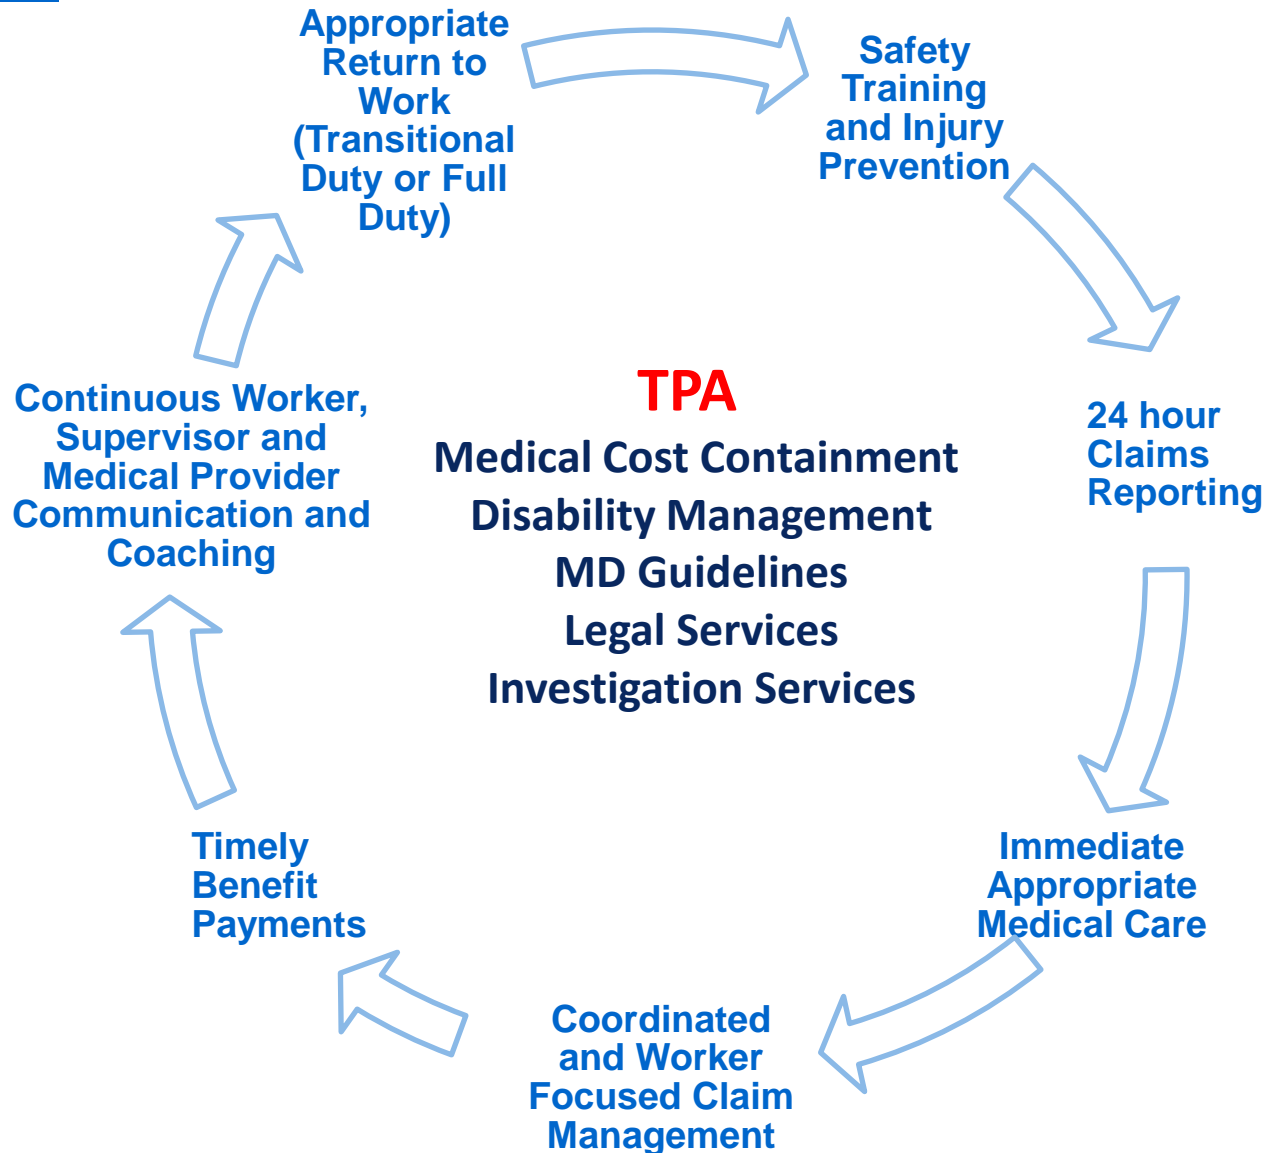 Appropriate
Return to
Work
(Transitional
Duty or Full
Duty)
Safety
Training
and Injury
Prevention
24 hour
Claims
Reporting
Immediate
Appropriate
Medical Care
Coordinated
and Worker
Focused Claim
Management
Timely
Benefit
Payments
Continuous Worker,
Supervisor and
Medical Provider
Communication and
Coaching
TPA
Medical Cost Containment
Disability Management
MD Guidelines
Legal Services
Investigation Services